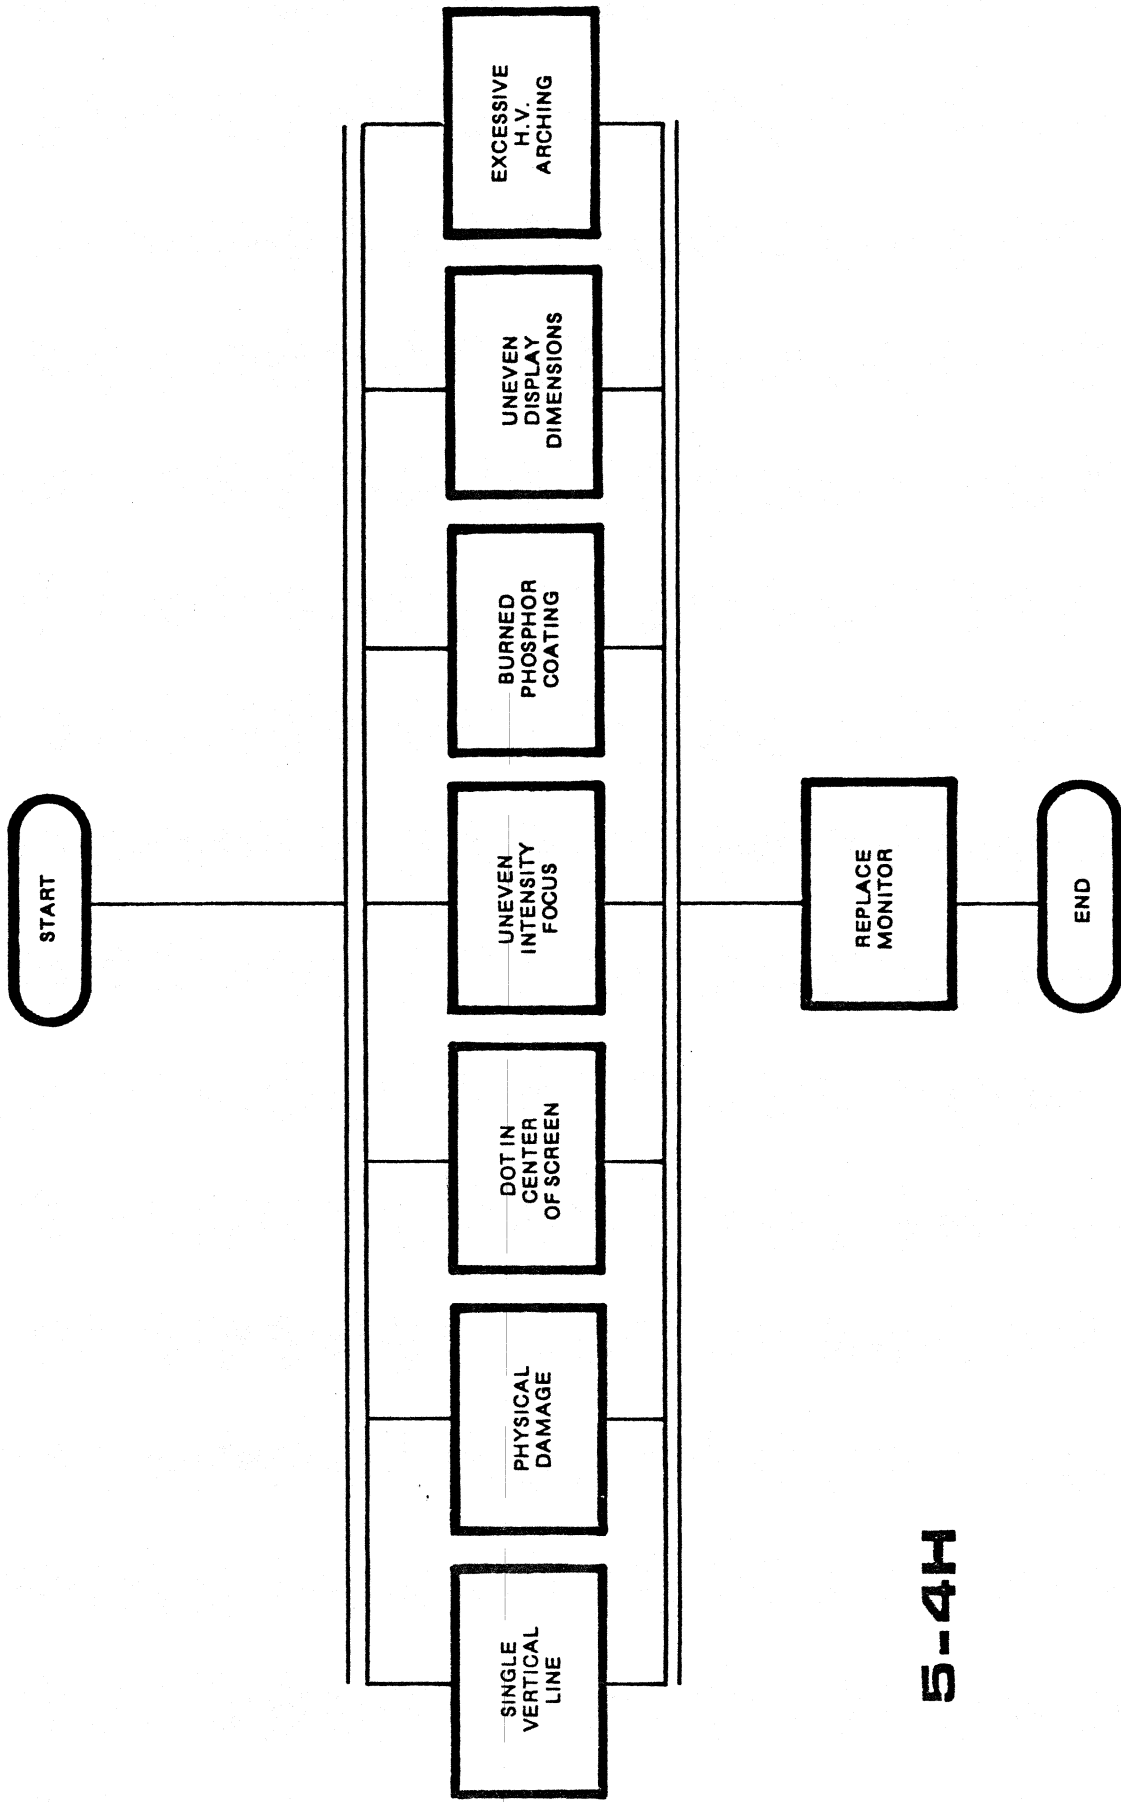 START
SINGLE
VERTICAL
LINE
PHYSICAL
DAMAGE
DOT IN
CENTER
OF SCREEN
UNEVEN
INTENSITY
FOCUS
BURNED
PHOSPHOR
COATING
UNEVEN
DISPLAY
DIMENSIONS
EXCESSIVE
H.V.
ARCHING
REPLACE
MONITOR
END
5-4H